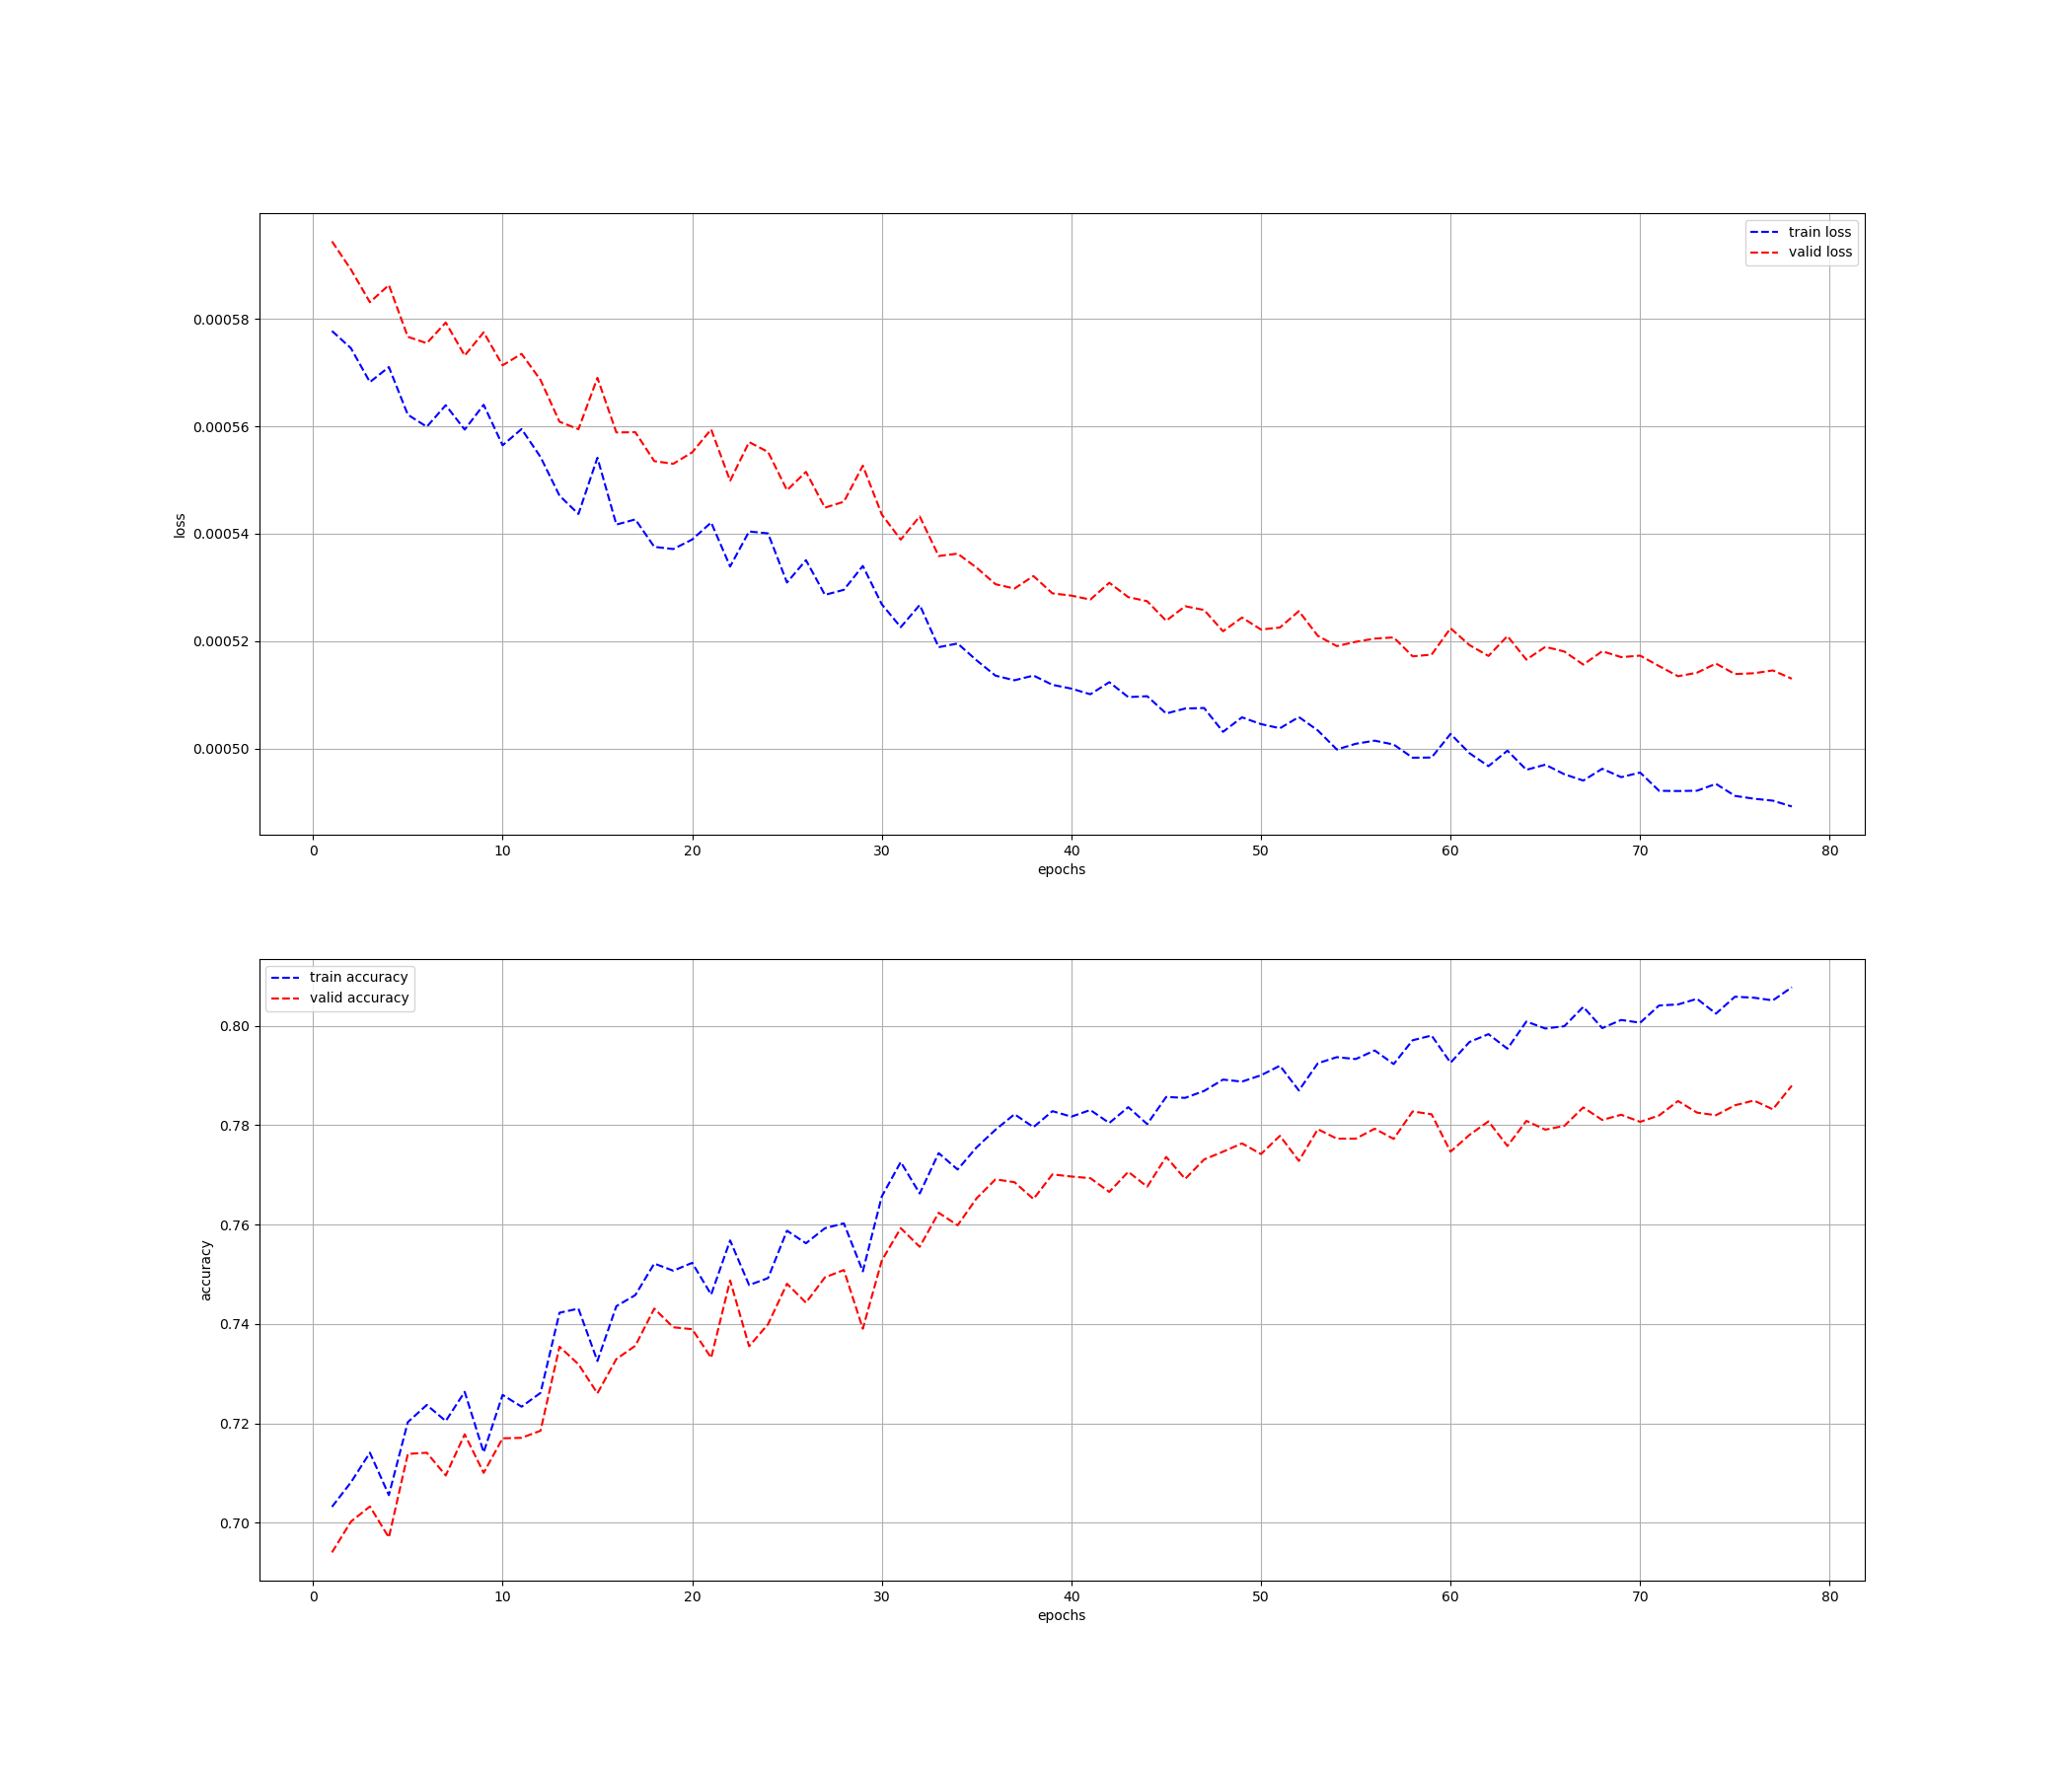 train loss
valid loss
0.00058
0.00056
0.00054
0.00052
0.00050
loss
0 10 20 30 40 50 60 70 80
epochs
train accuracy
valid accuracy
0.80
0.78
0.76
0.74
0.72
0.70
accuracy
0 10 20 30 40 50 60 70 80
epochs